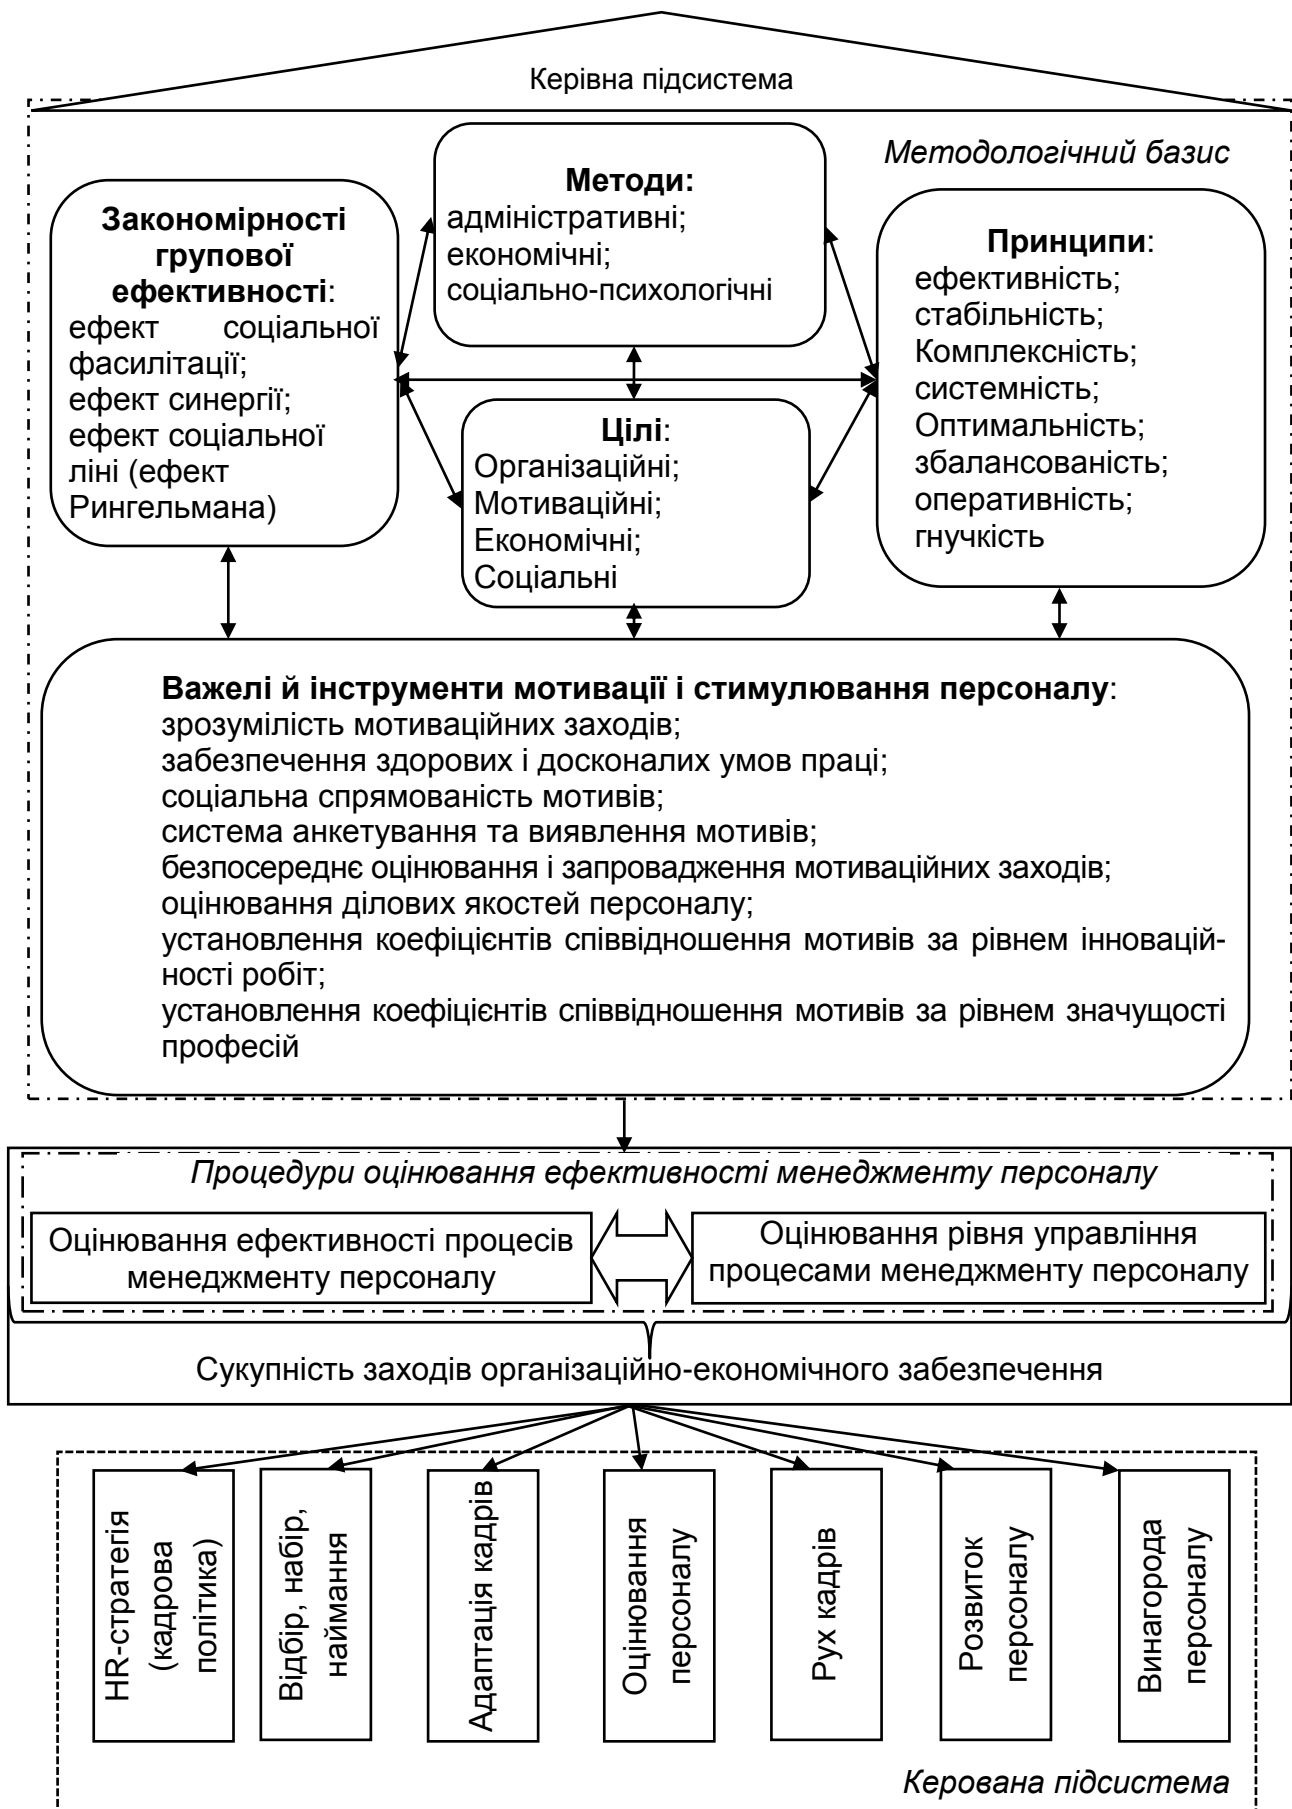 Керівна підсистема
Методологічний базис
Закономірності
групової
ефективності:
ефект соціальної
фасилітації;
ефект синергії;
ефект соціальної
ліні (ефект
Рингельмана)
Методи:
адміністративні;
економічні;
соціально-психологічні
Цілі:
Організаційні;
Мотиваційні;
Економічні;
Соціальні
Принципи:
ефективність;
стабільність;
Комплексність;
системність;
Оптимальність;
збалансованість;
оперативність;
гнучкість
Важелі й інструменти мотивації і стимулювання персоналу:
зрозумілість мотиваційних заходів;
забезпечення здорових і досконалих умов праці;
соціальна спрямованість мотивів;
система анкетування та виявлення мотивів;
безпосереднє оцінювання і запровадження мотиваційних заходів;
оцінювання ділових якостей персоналу;
установлення коефіцієнтів співвідношення мотивів за рівнем інновацій-
ності робіт;
установлення коефіцієнтів співвідношення мотивів за рівнем значущості
професій
Процедури оцінювання ефективності менеджменту персоналу
Оцінювання ефективності процесів
менеджменту персоналу
Оцінювання рівня управління
процесами менеджменту персоналу
Сукупність заходів організаційно-економічного забезпечення
HR-стратегія
(кадрова
політика)
Відбір, набір,
наймання
Адаптація кадрів
Оцінювання
персоналу
Рух кадрів
Розвиток
персоналу
Винагорода
персоналу
Керована підсистема